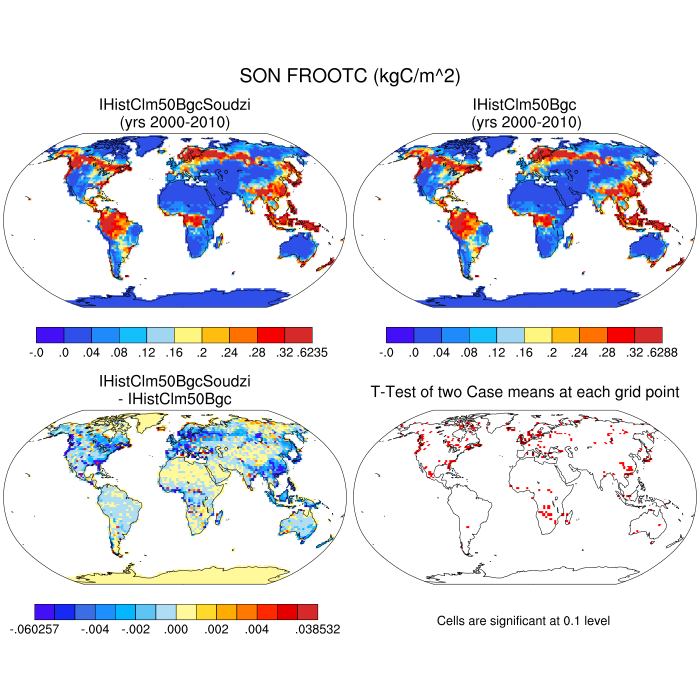 SON FROOTC (kgC/m^2)
IHistClm50BgcSoudzi
(yrs 2000-2010)
IHistClm50Bgc
(yrs 2000-2010)
-.0 .0 .04 .08 .12 .16 .2 .24 .28 .32 .6235
-.0 .0 .04 .08 .12 .16 .2 .24 .28 .32 .6288
IHistClm50BgcSoudzi
- IHistClm50Bgc
T-Test of two Case means at each grid point
-.060257 -.004 -.002 .000 .002 .004 .038532
Cells are significant at 0.1 level